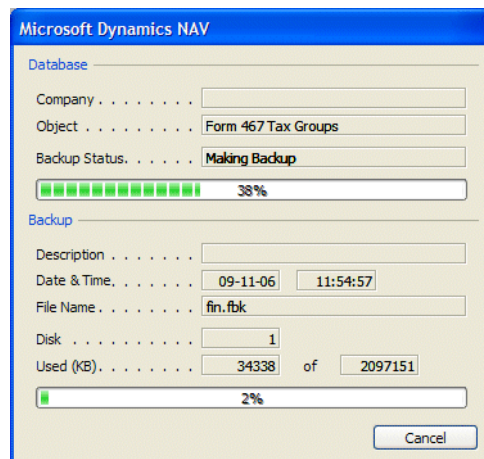 Microsoft Dynamics NAV
Database
Company . . . . . . . .
Object . . . . . . . . . Form 467 Tax Groups
Backup Status. . . . . . Making Backup
38%
Backup
Description . . . . . . .
Date & Time. . . . . . . 09-11-06 11:54:57
File Name . . . . . . . . fin.fbk
Disk . . . . . . . . . . 1
Used (KB). . . . . . . . 34338 of 2097151
2%
Cancel